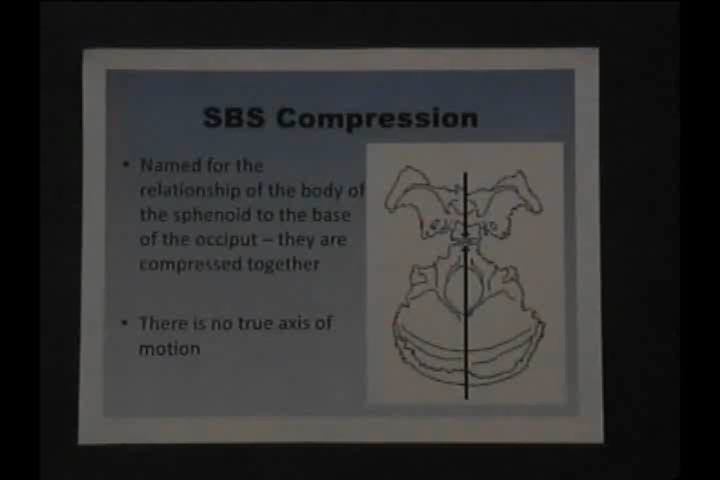 SBS Compression
• Named for the
relationship of the body of
the sphenoid to the base
of the occiput – they are
compressed together
• There is no true axis of
motion